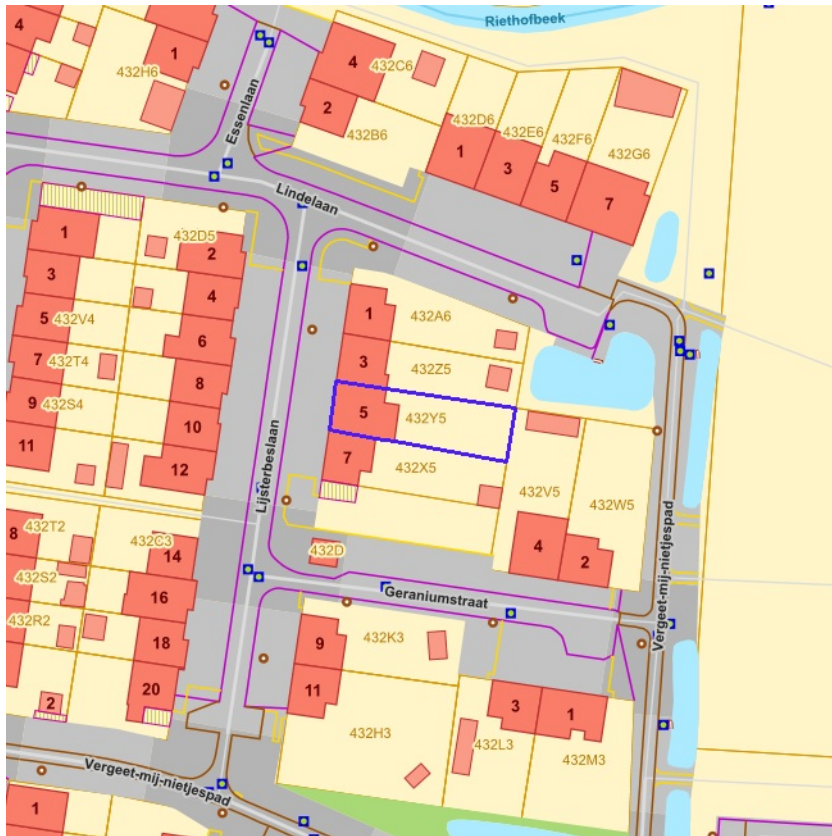 Riethofbeek
4
1
432H6
Essenlaan
4
432C6
2
432B6
432D6
432E6
432F6
432G6
1
3
5
7
Lindelaan
1
432D5
2
3
4
5
432V4
6
7
432T4
8
9
432S4
10
11
12
1
432A6
3
432Z5
5
432Y5
7
432X5
432V5
432W5
4
2
Lijsterbeslaan
432D
Geraniumstraat
Vergeet-mij-nietjespad
8
432T2
432C3
14
432S2
16
432R2
18
20
2
9
432K3
11
432H3
3
1
432L3
432M3
Vergeet-mij-nietjespad
1